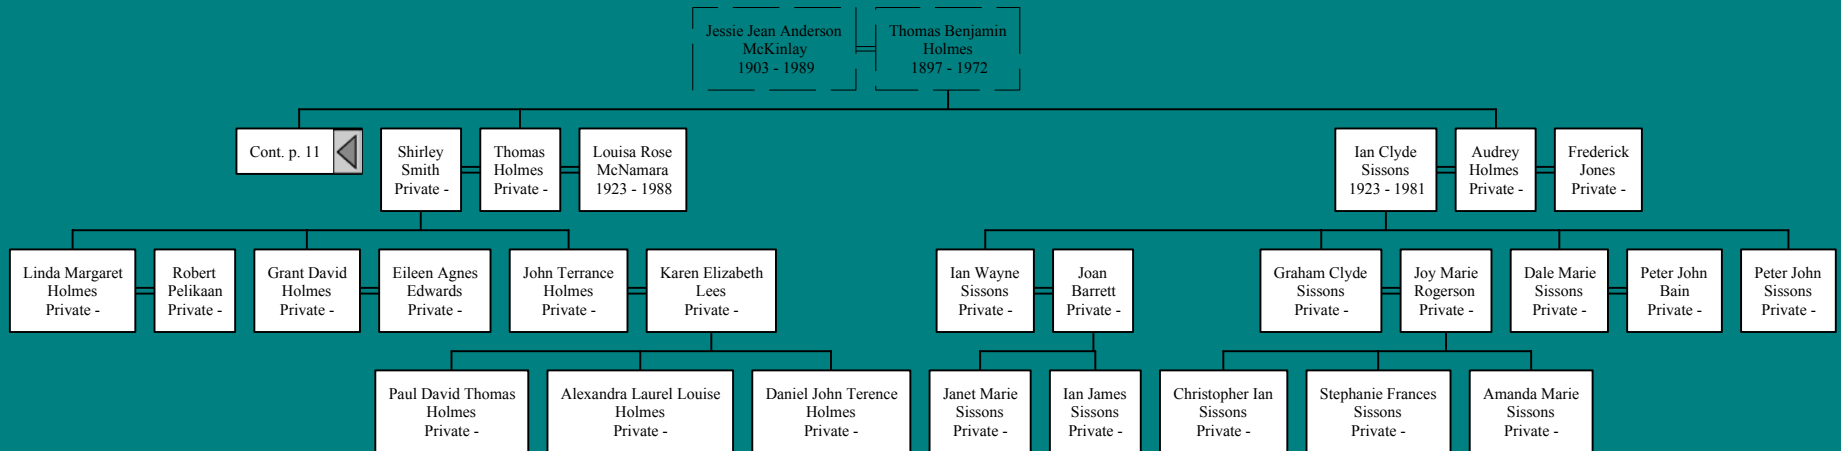 Jessie Jean Anderson
McKinlay
1903 - 1989
Thomas Benjamin
Holmes
1897 - 1972
Cont. p. 11
Shirley
Smith
Private -
Thomas
Holmes
Private -
Louisa Rose
McNamara
1923 - 1988
Ian Clyde
Sissons
1923 - 1981
Audrey
Holmes
Private -
Frederick
Jones
Private -
Linda Margaret
Holmes
Private -
Robert
Pelikaan
Private -
Grant David
Holmes
Private -
Eileen Agnes
Edwards
Private -
John Terrance
Holmes
Private -
Karen Elizabeth
Lees
Private -
Ian Wayne
Sissons
Private -
Joan
Barrett
Private -
Graham Clyde
Sissons
Private -
Joy Marie
Rogerson
Private -
Dale Marie
Sissons
Private -
Peter John
Bain
Private -
Peter John
Sissons
Private -
Paul David Thomas
Holmes
Private -
Alexandra Laurel Louise
Holmes
Private -
Daniel John Terence
Holmes
Private -
Janet Marie
Sissons
Private -
Ian James
Sissons
Private -
Christopher Ian
Sissons
Private -
Stephanie Frances
Sissons
Private -
Amanda Marie
Sissons
Private -